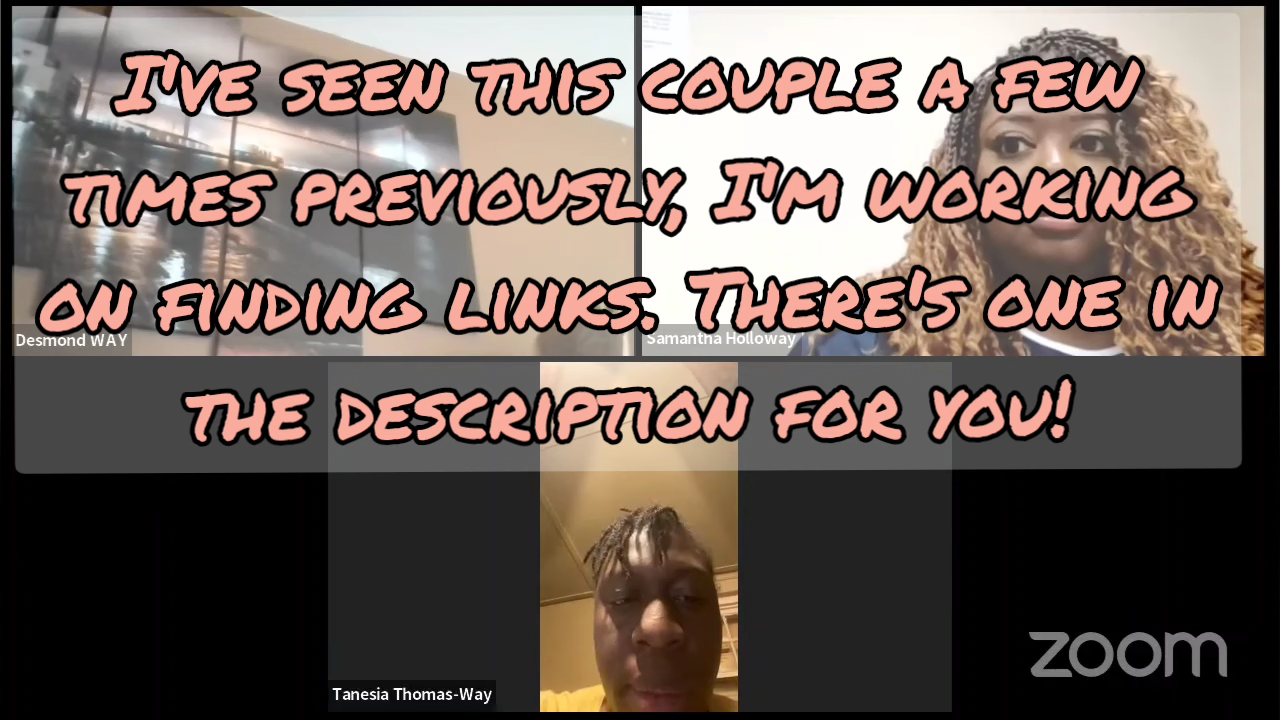 I've seen this couple a few
times previously, I'm working
on finding links. There's one in
the description for you!
Desmond WAY
Samantha Holloway
Tanesia Thomas-Way
zoom